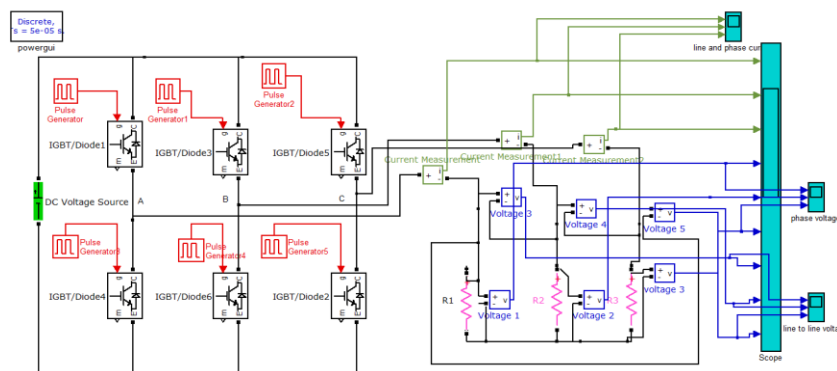 Discrete,
Ts = 5e-05 s.
powergui
line and phase curr
Pulse
Generator
Pulse
Generator1
Pulse
Generator2
IGBT/Diode1
IGBT/Diode3
IGBT/Diode5
g
C
m
E
g
C
m
E
g
C
m
E
Current Measurement
Current Measurement1
Current Measurement2
+
-
i
+
-
i
+
-
i
DC Voltage Source
A
B
C
phase voltage
Voltage 3
Voltage 4
Voltage 5
+
-
v
+
-
v
+
-
v
Pulse
Generator3
Pulse
Generator4
Pulse
Generator5
IGBT/Diode4
IGBT/Diode6
IGBT/Diode2
g
C
m
E
g
C
m
E
g
C
m
E
R1
R2
R3
+
-
v
+
-
v
+
-
v
Voltage 1
Voltage 2
voltage 3
line to line volta
Scope